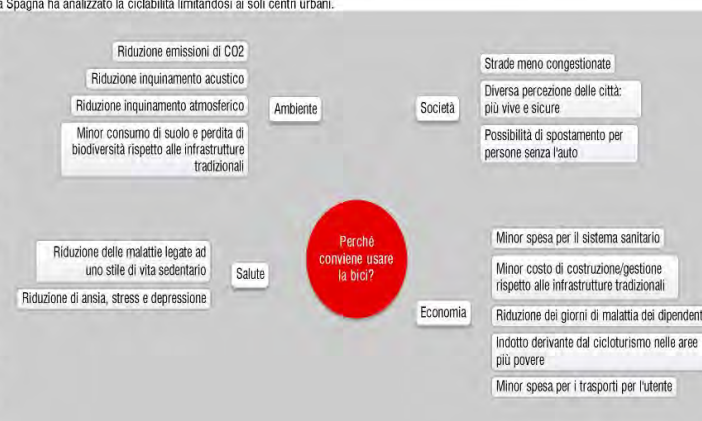 a Spagna ha analizzato la ciclabilità limitandosi ai soli centri urbani.
Riduzione emissioni di CO2
Riduzione inquinamento acustico
Riduzione inquinamento atmosferico
Minor consumo di suolo e perdita di
biodiversità rispetto alle infrastrutture
tradizionali
Ambiente
Società
Strade meno congestionate
Diversa percezione delle città:
più vive e sicure
Possibilità di spostamento per
persone senza l'auto
Perché
conviene usare
la bici?
Riduzione delle malattie legate ad
uno stile di vita sedentario
Riduzione di ansia, stress e depressione
Salute
Economia
Minor spesa per il sistema sanitario
Minor costo di costruzione/gestione
rispetto alle infrastrutture tradizionali
Riduzione dei giorni di malattia dei dipendent
Indotto derivante dal cicloturismo nelle aree
più povere
Minor spesa per i trasporti per l'utente